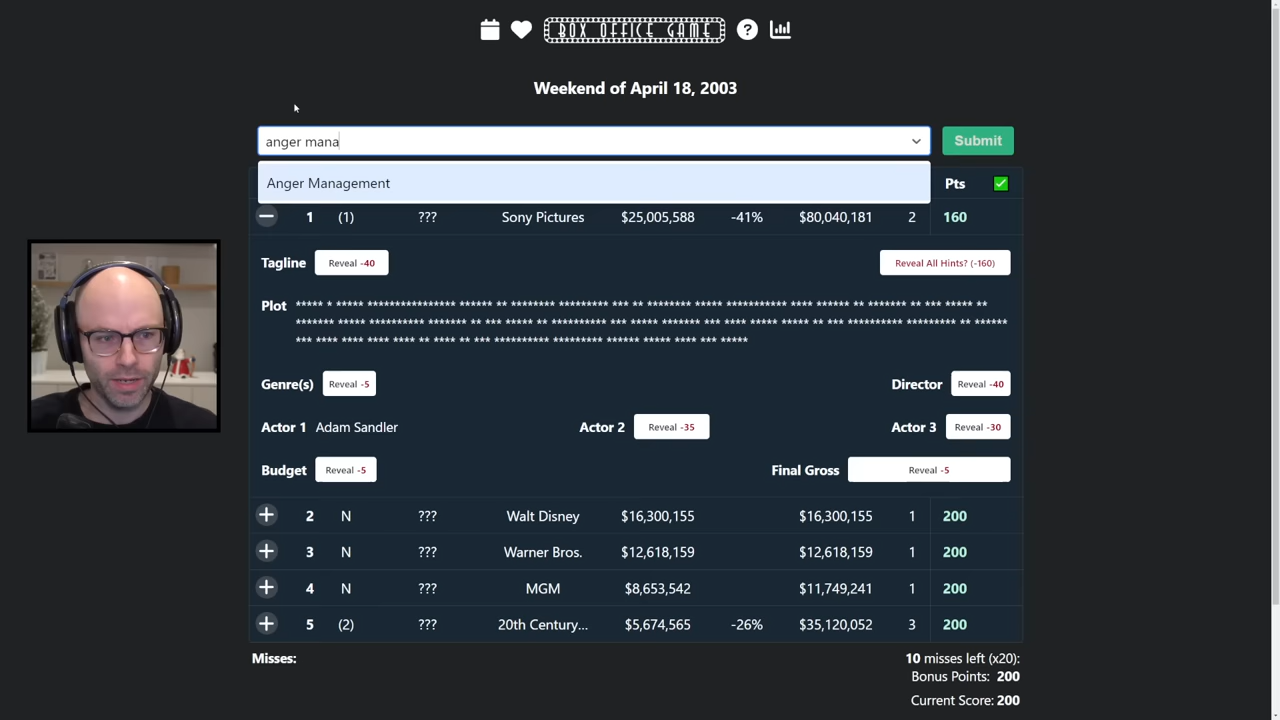 BOX OFFICE GAME
?
Weekend of April 18, 2003
anger mana
Submit
Anger Management
Pts
1 (1) ??? Sony Pictures $25,005,588 -41% $80,040,181 2 160
Tagline Reveal -40 Reveal All Hints? (-160)
Plot ***** * ***** **************** ****** ** ******** ********* *** ** ******** ***** *********** **** ****** ** ******* ** *** ***** **
******* ***** ********** ******* ** *** ***** ** ********** *** ***** ******* *** **** ***** ***** ** *** ********** ********* ** ******
*** **** **** **** **** ** **** ** *** ********** ********* ****** ***** **** *** *****
Genre(s) Reveal -5 Director Reveal -40
Actor 1 Adam Sandler Actor 2 Reveal -35 Actor 3 Reveal -30
Budget Reveal -5 Final Gross Reveal -5
2 N ??? Walt Disney $16,300,155 $16,300,155 1 200
3 N ??? Warner Bros. $12,618,159 $12,618,159 1 200
4 N ??? MGM $8,653,542 $11,749,241 1 200
5 (2) ??? 20th Century... $5,674,565 -26% $35,120,052 3 200
Misses: 10 misses left (x20):
Bonus Points: 200
Current Score: 200